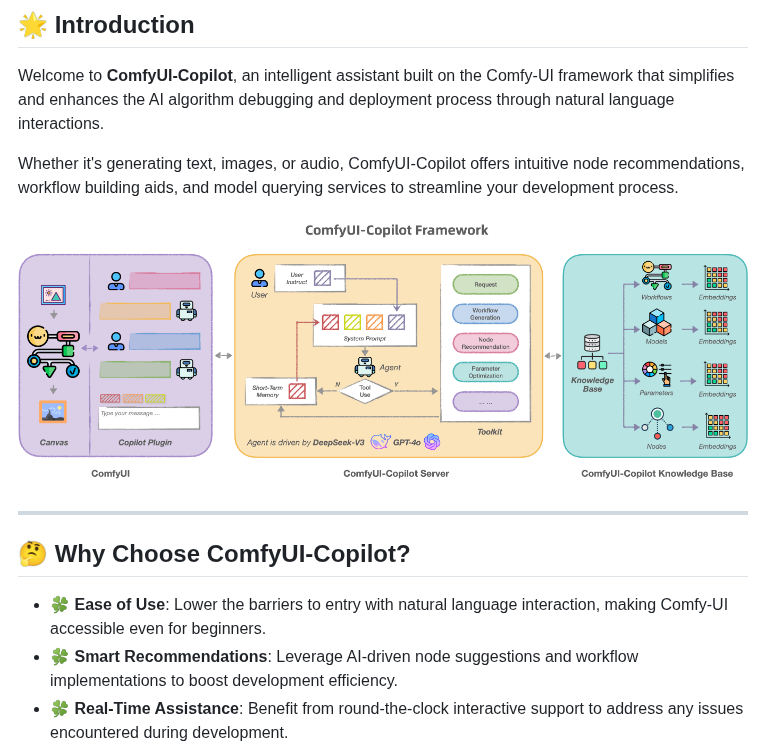 🌟 Introduction
Welcome to ComfyUI-Copilot, an intelligent assistant built on the Comfy-UI framework that simplifies
and enhances the AI algorithm debugging and deployment process through natural language
interactions.
Whether it's generating text, images, or audio, ComfyUI-Copilot offers intuitive node recommendations,
workflow building aids, and model querying services to streamline your development process.
ComfyUI-Copilot Framework
Canvas
Type your message ...
Copilot Plugin
ComfyUI
User
User
Instruct
System Prompt
Agent
Short-Term
Memory
N
Tool
Use
Y
Request
Workflow
Generation
Node
Recommendation
Parameter
Optimization
... ...
Toolkit
Agent is driven by DeepSeek-V3 GPT-4o
ComfyUI-Copilot Server
Knowledge
Base
Workflows
Embeddings
Models
Embeddings
Parameters
Embeddings
Nodes
Embeddings
ComfyUI-Copilot Knowledge Base
🤔 Why Choose ComfyUI-Copilot?
• 🍀 Ease of Use: Lower the barriers to entry with natural language interaction, making Comfy-UI
accessible even for beginners.
• 🍀 Smart Recommendations: Leverage AI-driven node suggestions and workflow
implementations to boost development efficiency.
• 🍀 Real-Time Assistance: Benefit from round-the-clock interactive support to address any issues
encountered during development.